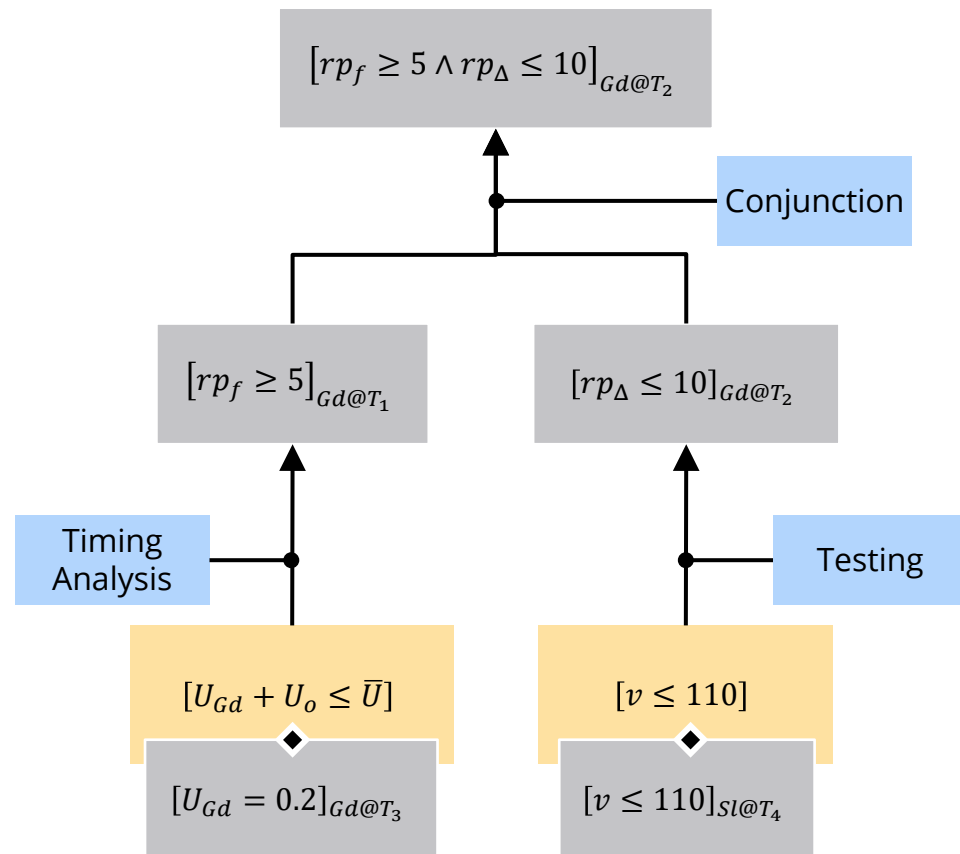 [rp_f ≥ 5 ∧ rp_Δ ≤ 10]_{Gd@T_2}
Conjunction
[rp_f ≥ 5]_{Gd@T_1}
[rp_Δ ≤ 10]_{Gd@T_2}
Timing
Analysis
Testing
[U_{Gd} + U_o ≤ U̅]
[v ≤ 110]
[U_{Gd} = 0.2]_{Gd@T_3}
[v ≤ 110]_{Sl@T_4}